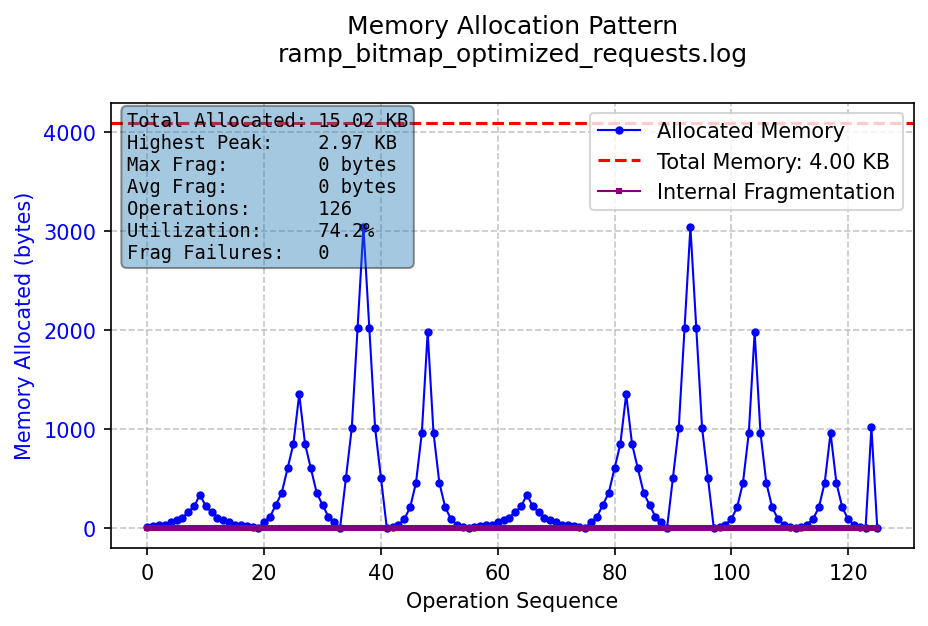 Memory Allocation Pattern
ramp_bitmap_optimized_requests.log
Total Allocated: 15.02 KB
Highest Peak: 2.97 KB
Max Frag: 0 bytes
Avg Frag: 0 bytes
Operations: 126
Utilization: 74.2%
Frag Failures: 0
Allocated Memory
Total Memory: 4.00 KB
Internal Fragmentation
Memory Allocated (bytes)
4000
3000
2000
1000
0
0 20 40 60 80 100 120
Operation Sequence